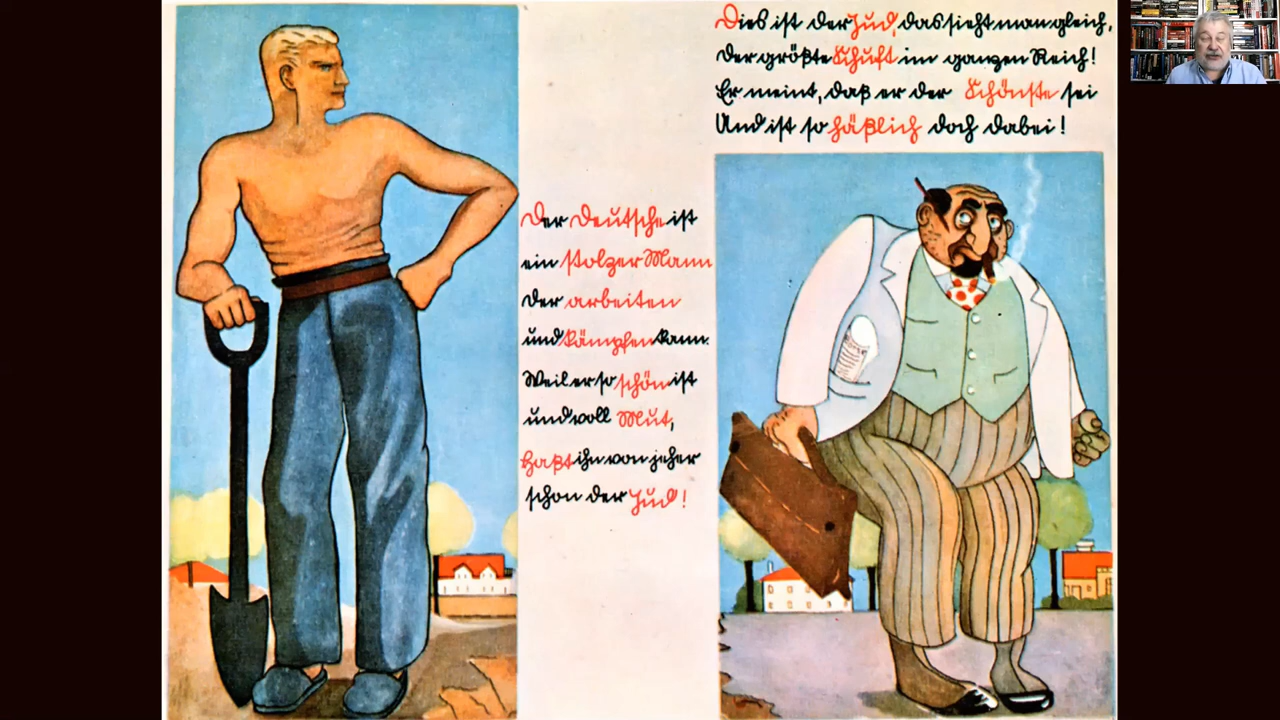 Der Deutsche ist
ein stolzer Mann
Der arbeiten
und kämpfen kann.
Weil er so schön ist
und voll Mut,
Haßt ihn von jeher
schon der Jud!
Dies ist der Jud, das sieht man gleich,
Der größte Schuft im ganzen Reich!
Er meint, daß er der Schönste sei
Und ist so häßlich doch dabei!